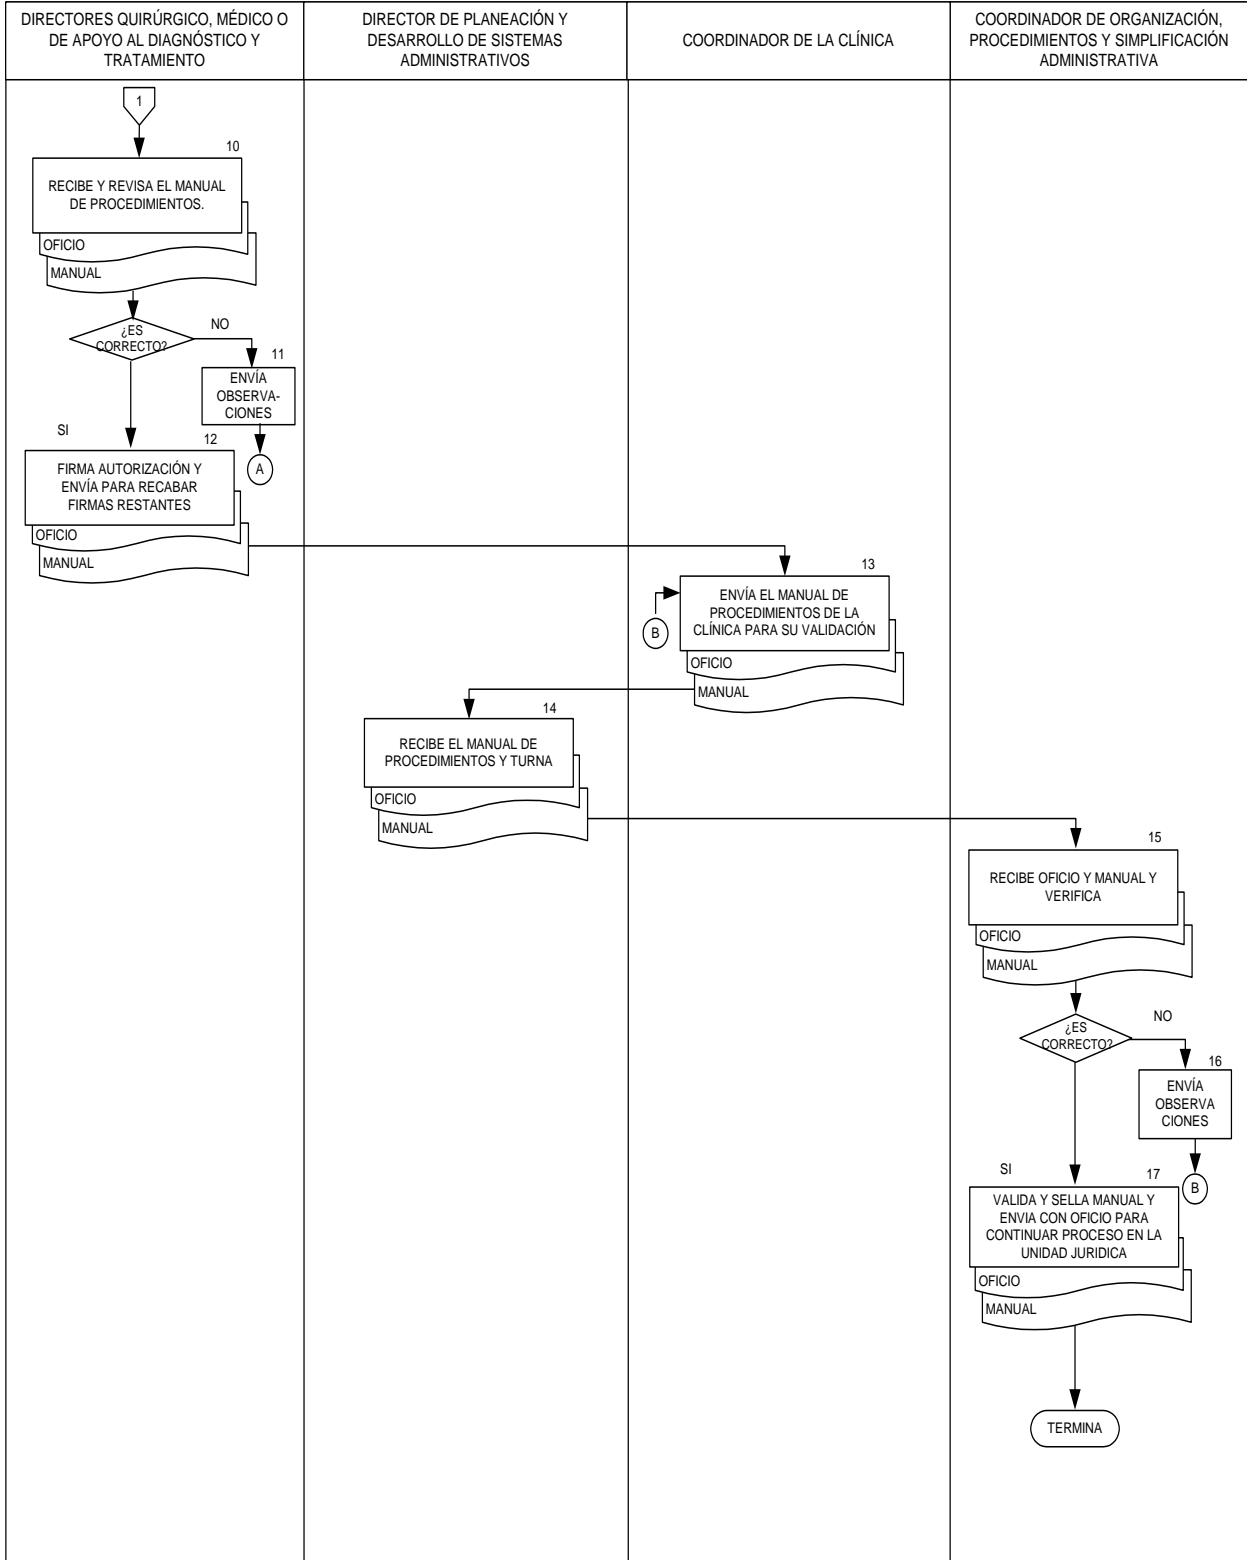 DIRECTORES QUIRÚRGICO, MÉDICO O
DE APOYO AL DIAGNÓSTICO Y
TRATAMIENTO
DIRECTOR DE PLANEACIÓN Y
DESARROLLO DE SISTEMAS
ADMINISTRATIVOS
COORDINADOR DE LA CLÍNICA
COORDINADOR DE ORGANIZACIÓN,
PROCEDIMIENTOS Y SIMPLIFICACIÓN
ADMINISTRATIVA
1
10
RECIBE Y REVISA EL MANUAL
DE PROCEDIMIENTOS.
OFICIO
MANUAL
¿ES
CORRECTO?
NO
11
ENVÍA
OBSERVA-
CIONES
A
SI
12
FIRMA AUTORIZACIÓN Y
ENVÍA PARA RECABAR
FIRMAS RESTANTES
OFICIO
MANUAL
13
ENVÍA EL MANUAL DE
PROCEDIMIENTOS DE LA
CLÍNICA PARA SU VALIDACIÓN
B
OFICIO
MANUAL
14
RECIBE EL MANUAL DE
PROCEDIMIENTOS Y TURNA
OFICIO
MANUAL
15
RECIBE OFICIO Y MANUAL Y
VERIFICA
OFICIO
MANUAL
¿ES
CORRECTO?
NO
16
ENVÍA
OBSERVA
CIONES
B
SI
17
VALIDA Y SELLA MANUAL Y
ENVIA CON OFICIO PARA
CONTINUAR PROCESO EN LA
UNIDAD JURIDICA
OFICIO
MANUAL
TERMINA